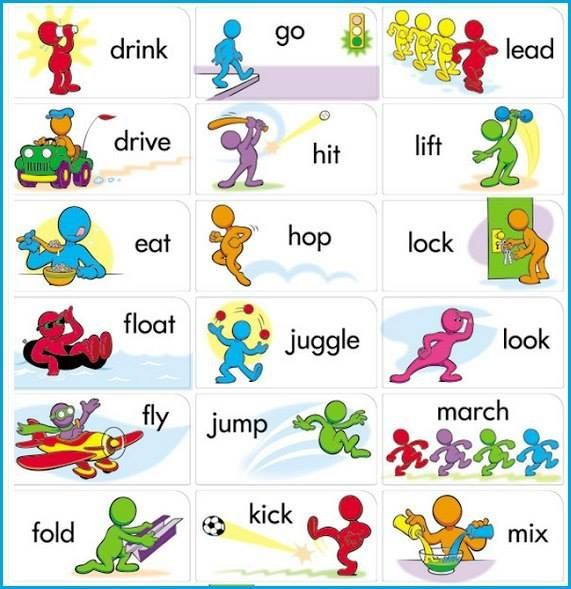 drink
go
lead
drive
hit
lift
eat
hop
lock
float
juggle
look
fly
jump
march
fold
kick
mix